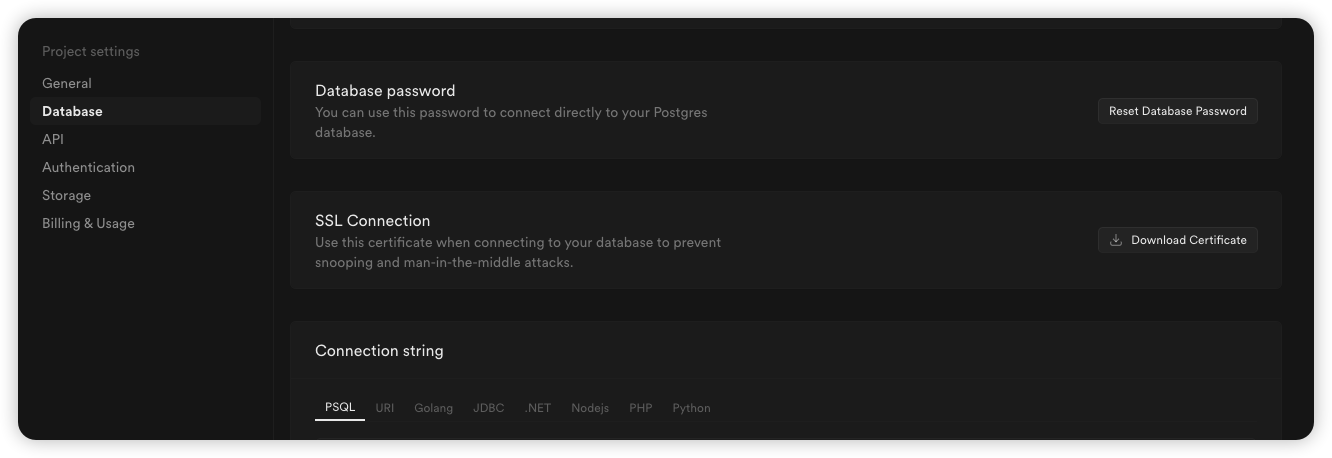 Project settings
General
Database
API
Authentication
Storage
Billing & Usage
Database password
You can use this password to connect directly to your Postgres
database.
Reset Database Password
SSL Connection
Use this certificate when connecting to your database to prevent
snooping and man-in-the-middle attacks.
Download Certificate
Connection string
PSQL URI Golang JDBC .NET Nodejs PHP Python